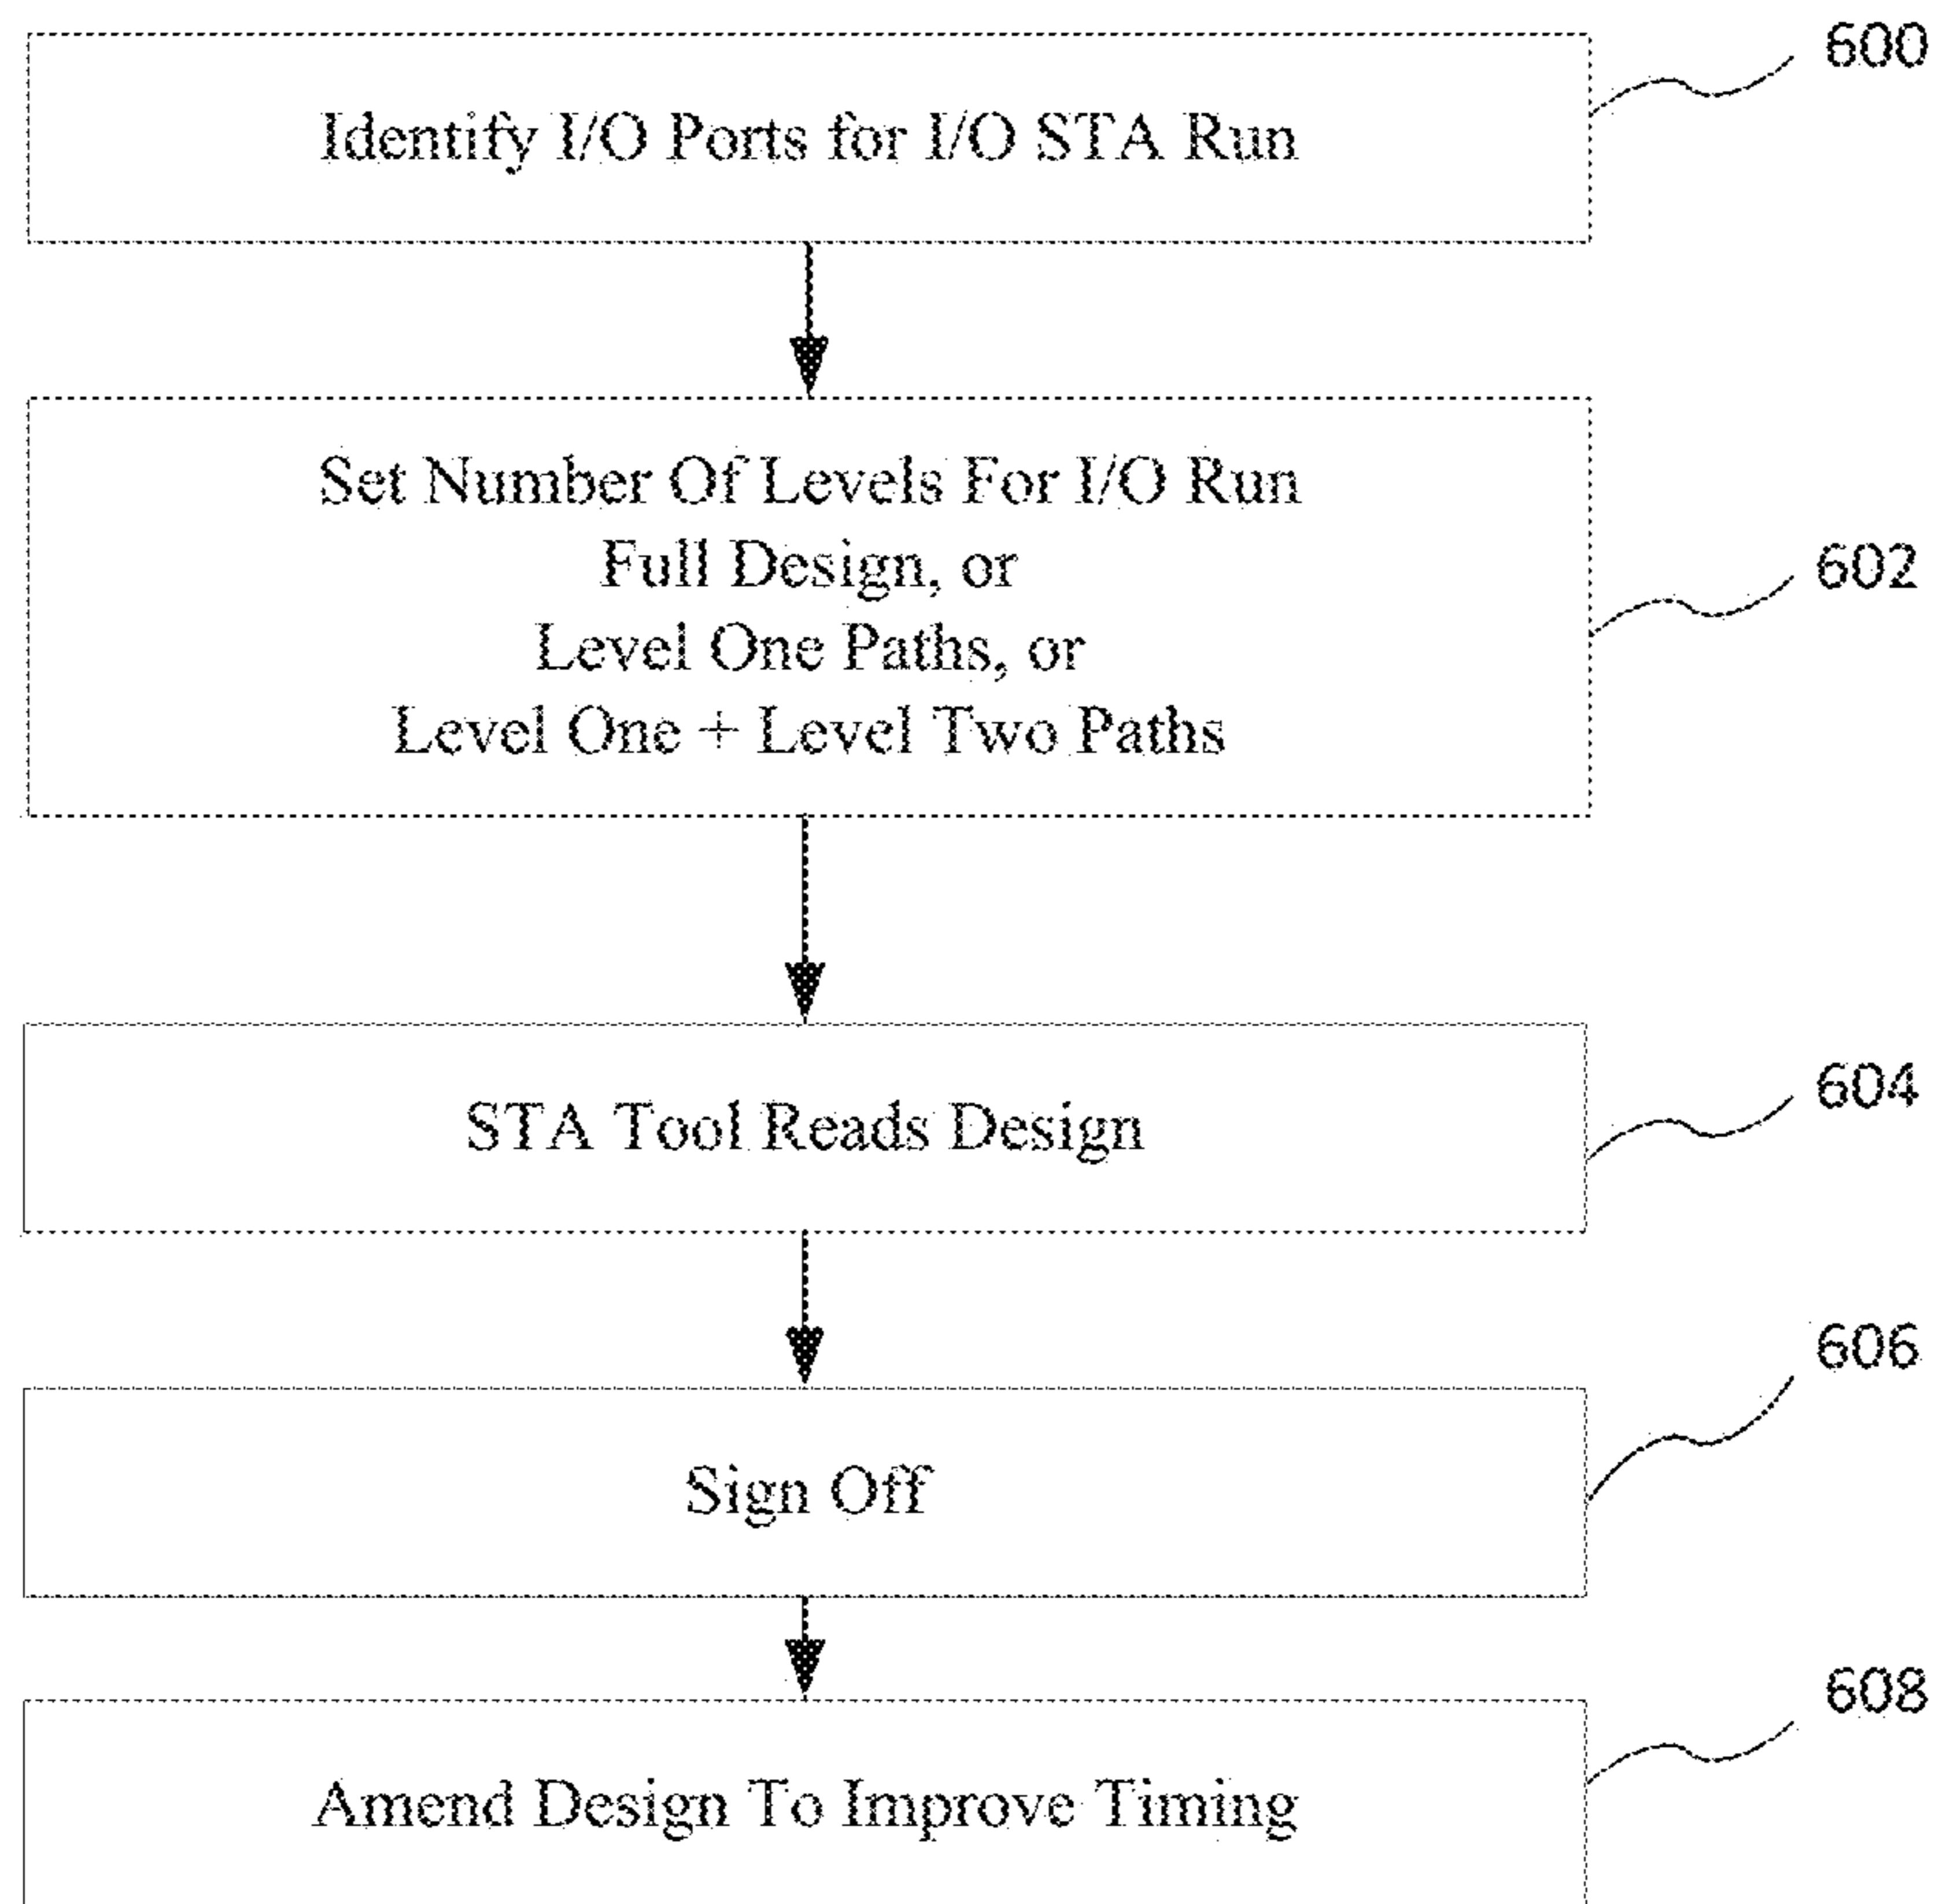 600
Identify I/O Ports for I/O STA Run
Set Number Of Levels For I/O Run
Full Design, or
602
Level One Paths, or
Level One + Level Two Paths
604
STA Tool Reads Design
606
Sign Off
608
Amend Design To Improve Timing